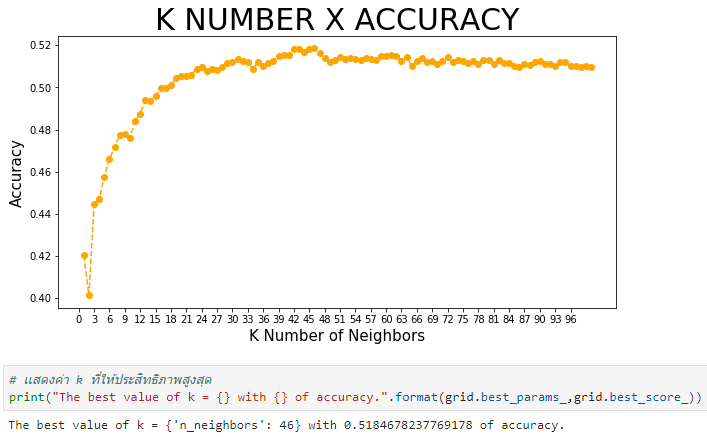 K NUMBER X ACCURACY
Accuracy
0.52
0.50
0.48
0.46
0.44
0.42
0.40
0 3 6 9 12 15 18 21 24 27 30 33 36 39 42 45 48 51 54 57 60 63 66 69 72 75 78 81 84 87 90 93 96
K Number of Neighbors
# แสดงค่า k ที่ให้ประสิทธิภาพสูงสุด
print("The best value of k = {} with {} of accuracy.".format(grid.best_params_,grid.best_score_))
The best value of k = {'n_neighbors': 46} with 0.5184678237769178 of accuracy.